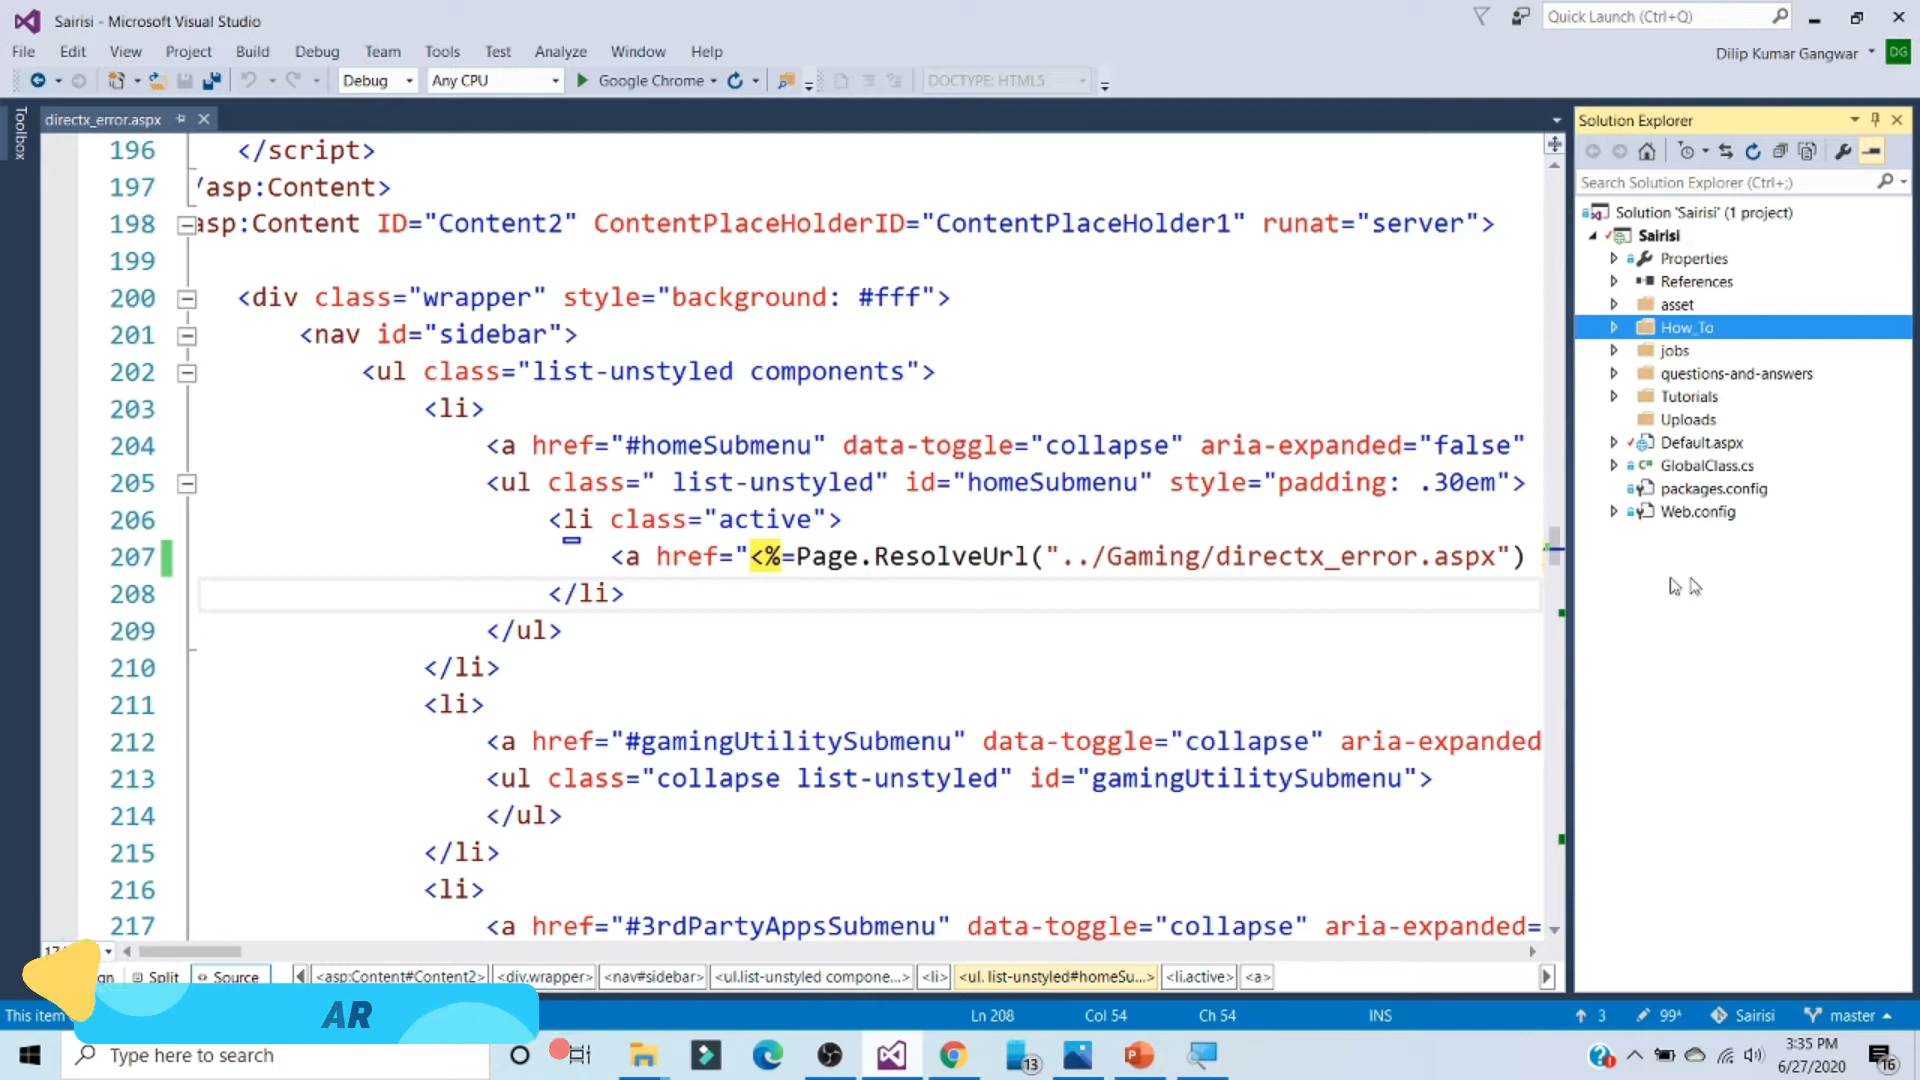 Sairisi - Microsoft Visual Studio
Quick Launch (Ctrl+Q)
File Edit View Project Build Debug Team Tools Test Analyze Window Help
Dilip Kumar Gangwar DG
Debug Any CPU Google Chrome DOCTYPE: HTML5
Toolbox
directx_error.aspx
196 </script>
197 /asp:Content>
198 asp:Content ID="Content2" ContentPlaceHolderID="ContentPlaceHolder1" runat="server">
199
200 <div class="wrapper" style="background: #fff">
201 <nav id="sidebar">
202 <ul class="list-unstyled components">
203 <li>
204 <a href="#homeSubmenu" data-toggle="collapse" aria-expanded="false"
205 <ul class=" list-unstyled" id="homeSubmenu" style="padding: .30em">
206 <li class="active">
207 <a href="<%=Page.ResolveUrl("../Gaming/directx_error.aspx")
208 </li>
209 </ul>
210 </li>
211 <li>
212 <a href="#gamingUtilitySubmenu" data-toggle="collapse" aria-expanded
213 <ul class="collapse list-unstyled" id="gamingUtilitySubmenu">
214 </ul>
215 </li>
216 <li>
217 <a href="#3rdPartyAppsSubmenu" data-toggle="collapse" aria-expanded=
Solution Explorer
Search Solution Explorer (Ctrl+;)
Solution 'Sairisi' (1 project)
Sairisi
Properties
References
asset
How_To
jobs
questions-and-answers
Tutorials
Uploads
Default.aspx
GlobalClass.cs
packages.config
Web.config
Split Source <asp:Content#Content2> <div.wrapper> <nav#sidebar> <ul.list-unstyled compone...> <li> <ul. list-unstyled#homeSu...> <li.active> <a>
This item
AR
Ln 208 Col 54 Ch 54 INS 3 99* Sairisi master
Type here to search
13
3:35 PM
6/27/2020
16